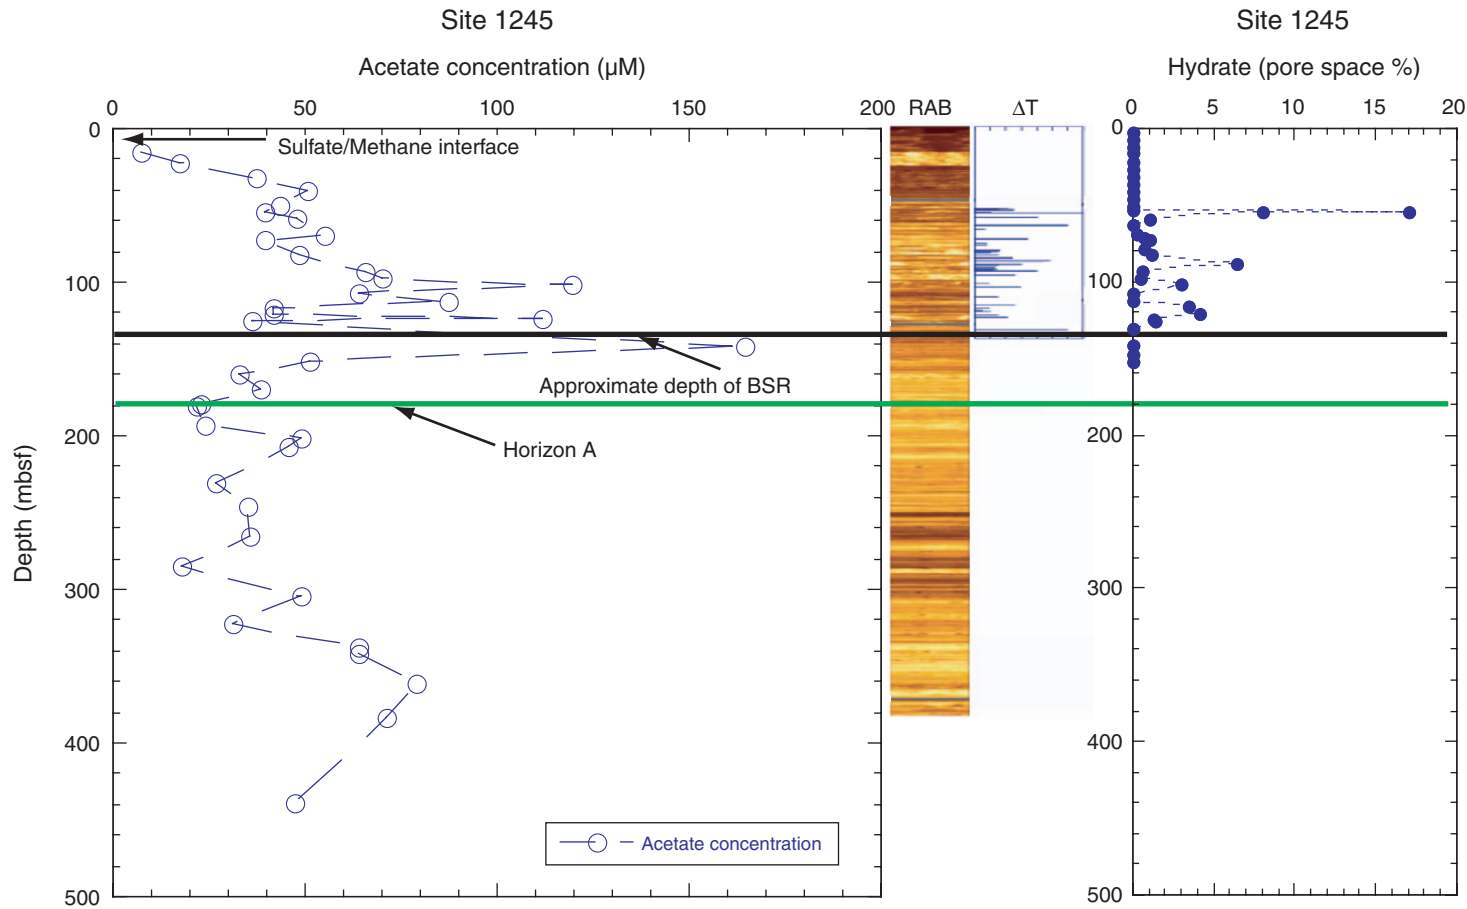 Site 1245
Site 1245
Acetate concentration (µM)
Hydrate (pore space %)
0 50 100 150 200 RAB ΔT 0 5 10 15 20
0
0
Sulfate/Methane interface
100
100
Approximate depth of BSR
Horizon A
200
200
Depth (mbsf)
300
300
400
400
Acetate concentration
500
500